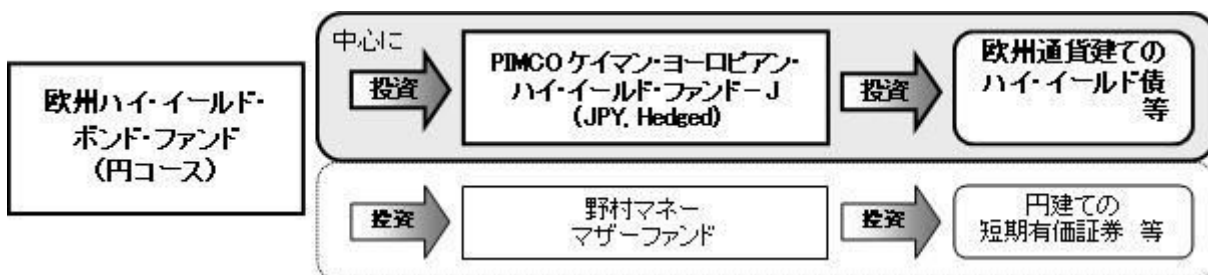 欧州ハイ・イールド・
ボンド・ファンド
（円コース）
中心に
投資
PIMCO ケイマン・ヨーロピアン・
ハイ・イールド・ファンド－J
（JPY, Hedged）
投資
欧州通貨建ての
ハイ・イールド債
等
投資
野村マネー
マザーファンド
投資
円建ての
短期有価証券 等